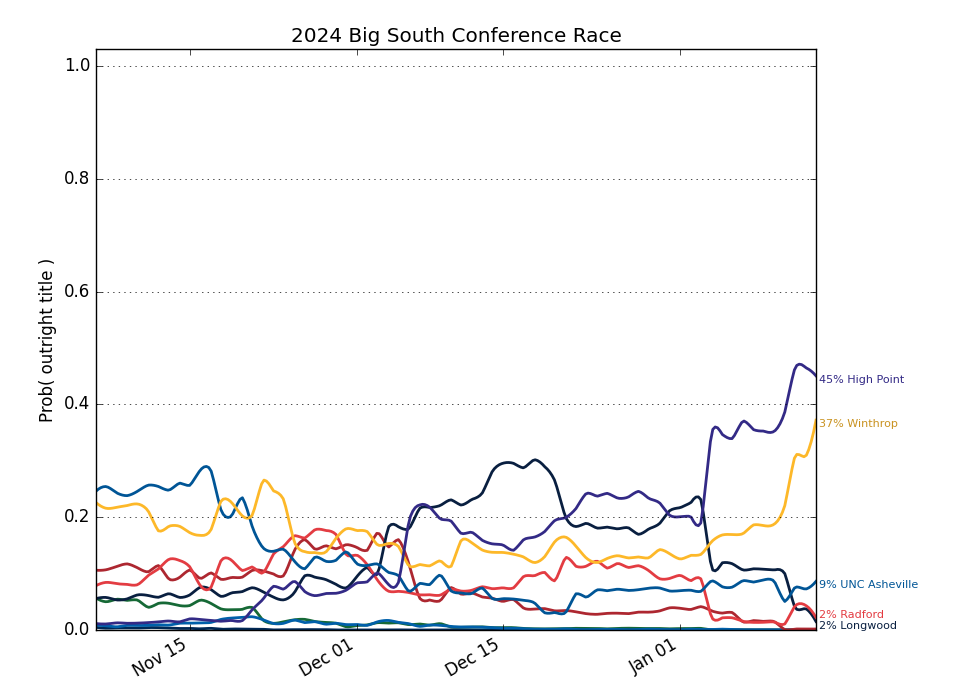 2024 Big South Conference Race
Prob( outright title )
1.0
0.8
0.6
0.4
0.2
0.0
45% High Point
37% Winthrop
9% UNC Asheville
2% Radford
2% Longwood
Nov 15
Dec 01
Dec 15
Jan 01